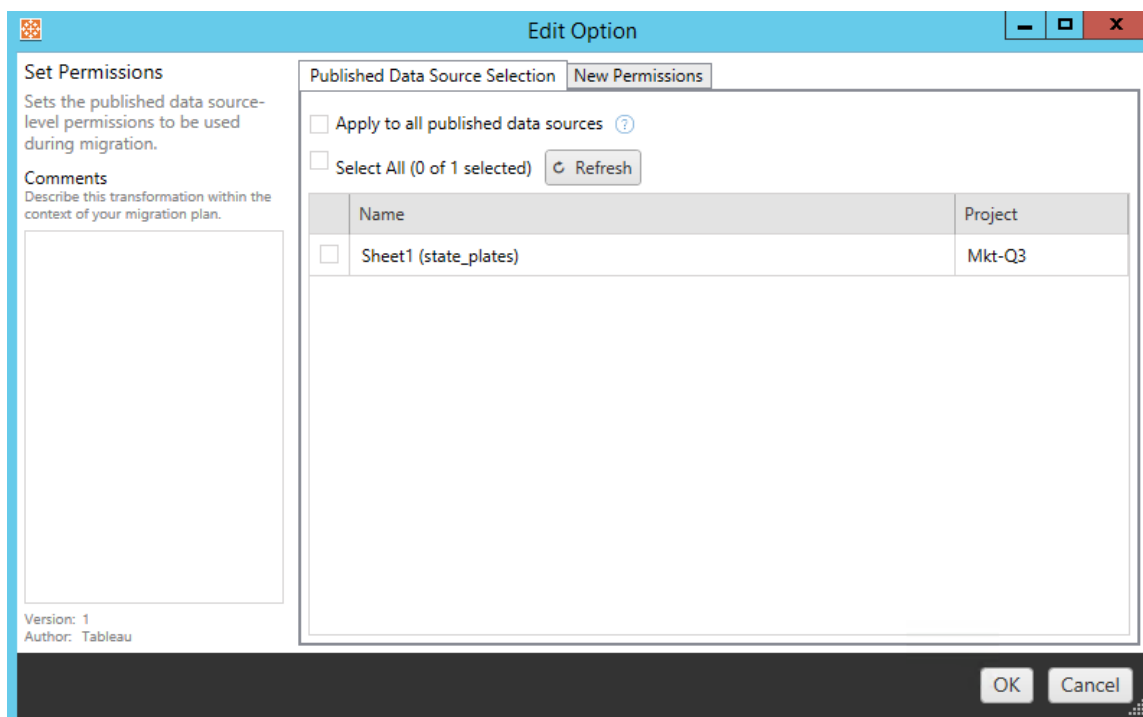 Edit Option
Set Permissions
Sets the published data source-
level permissions to be used
during migration.
Comments
Describe this transformation within the
context of your migration plan.
Version: 1
Author: Tableau
Published Data Source Selection
New Permissions
Apply to all published data sources ?
Select All (0 of 1 selected)
Refresh
Name
Project
Sheet1 (state_plates)
Mkt-Q3
OK
Cancel